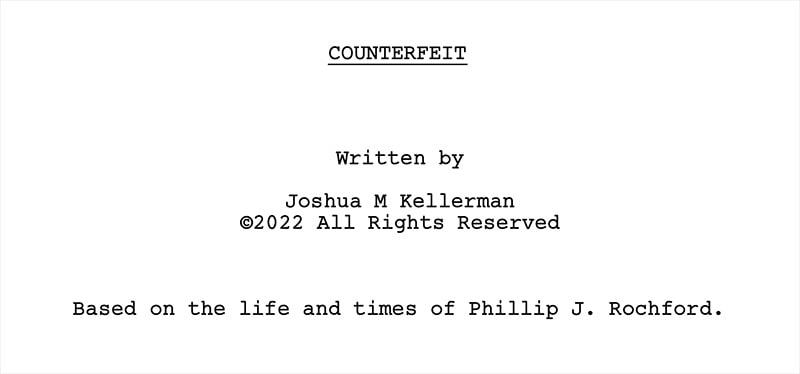 COUNTERFEIT
Written by
Joshua M Kellerman
©2022 All Rights Reserved
Based on the life and times of Phillip J. Rochford.